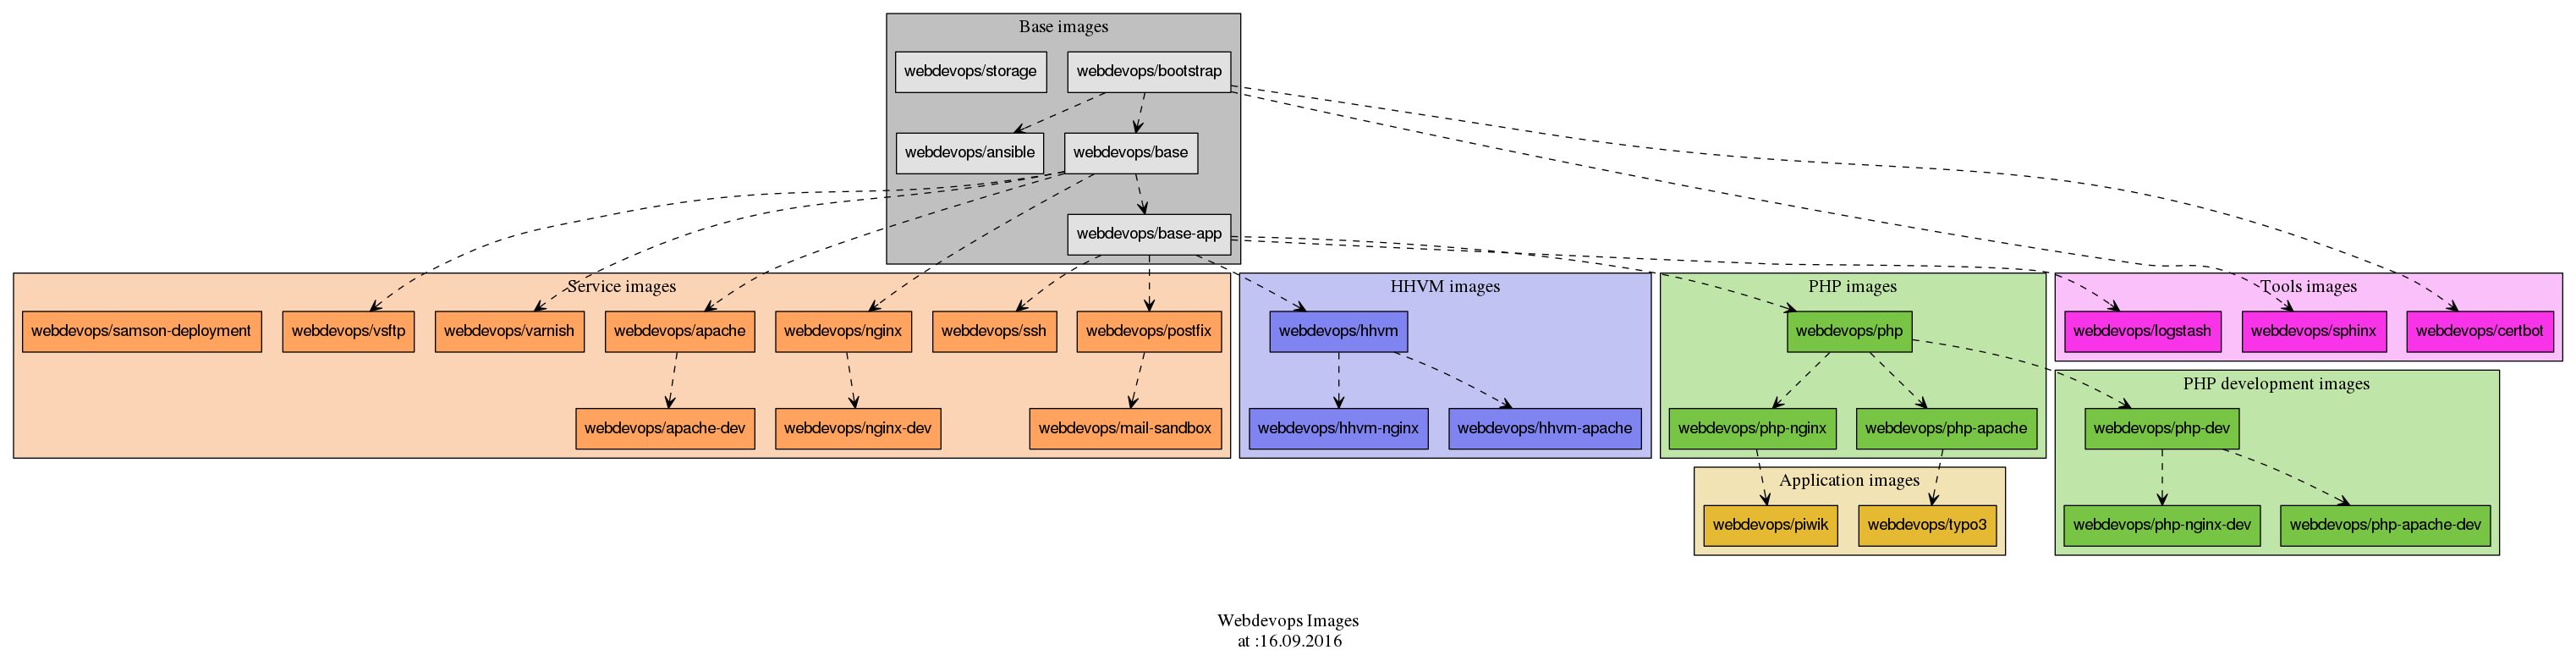 Base images
webdevops/storage
webdevops/bootstrap
webdevops/ansible
webdevops/base
webdevops/base-app
Service images
webdevops/samson-deployment
webdevops/vsftp
webdevops/varnish
webdevops/apache
webdevops/nginx
webdevops/ssh
webdevops/postfix
webdevops/apache-dev
webdevops/nginx-dev
webdevops/mail-sandbox
HHVM images
webdevops/hhvm
webdevops/hhvm-nginx
webdevops/hhvm-apache
PHP images
webdevops/php
webdevops/php-nginx
webdevops/php-apache
Tools images
webdevops/logstash
webdevops/sphinx
webdevops/certbot
PHP development images
webdevops/php-dev
webdevops/php-nginx-dev
webdevops/php-apache-dev
Application images
webdevops/piwik
webdevops/typo3
Webdevops Images
at :16.09.2016